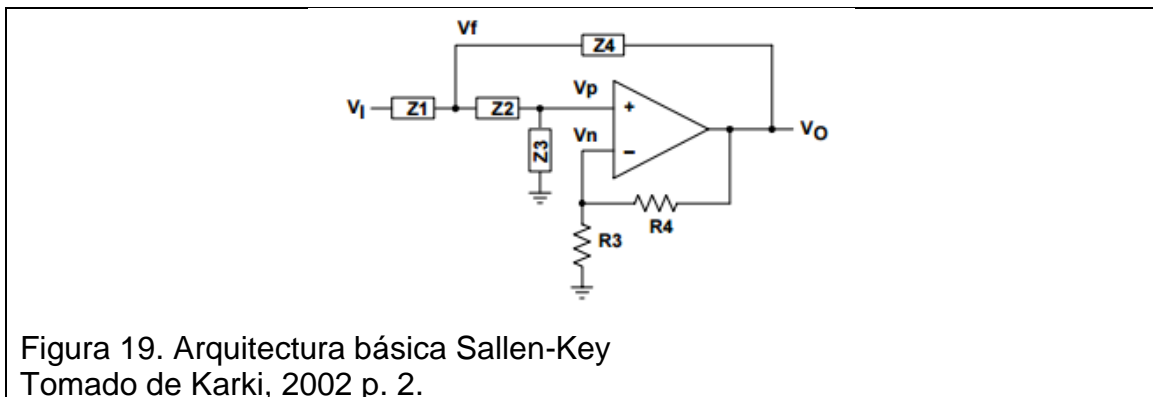 Vf
Z4
Vp
VI Z1 Z2 +
Vn
Z3 − VO
R4
R3
Figura 19. Arquitectura básica Sallen-Key
Tomado de Karki, 2002 p. 2.